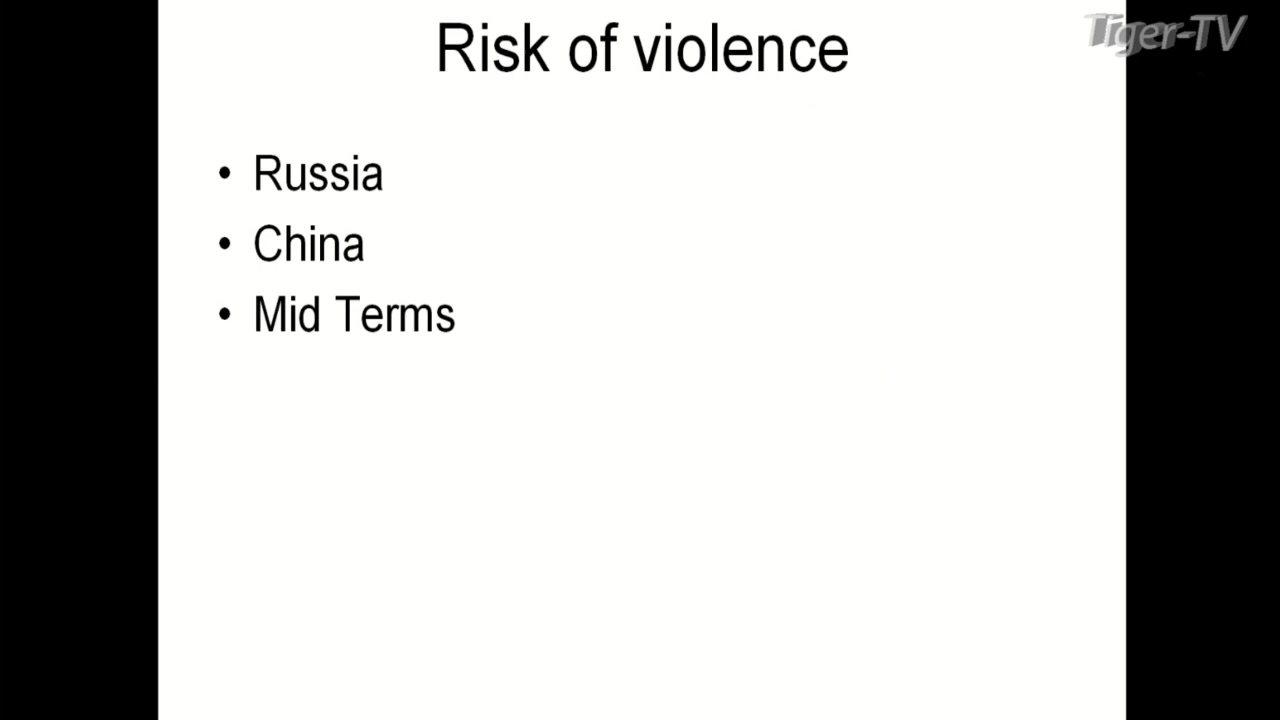 Risk of violence
Tiger-TV
• Russia
• China
• Mid Terms